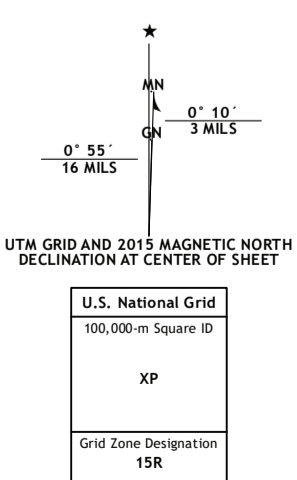 ★
MN
0° 10´
3 MILS
GN
0° 55´
16 MILS
UTM GRID AND 2015 MAGNETIC NORTH
DECLINATION AT CENTER OF SHEET
U.S. National Grid
100,000-m Square ID
XP
Grid Zone Designation
15R